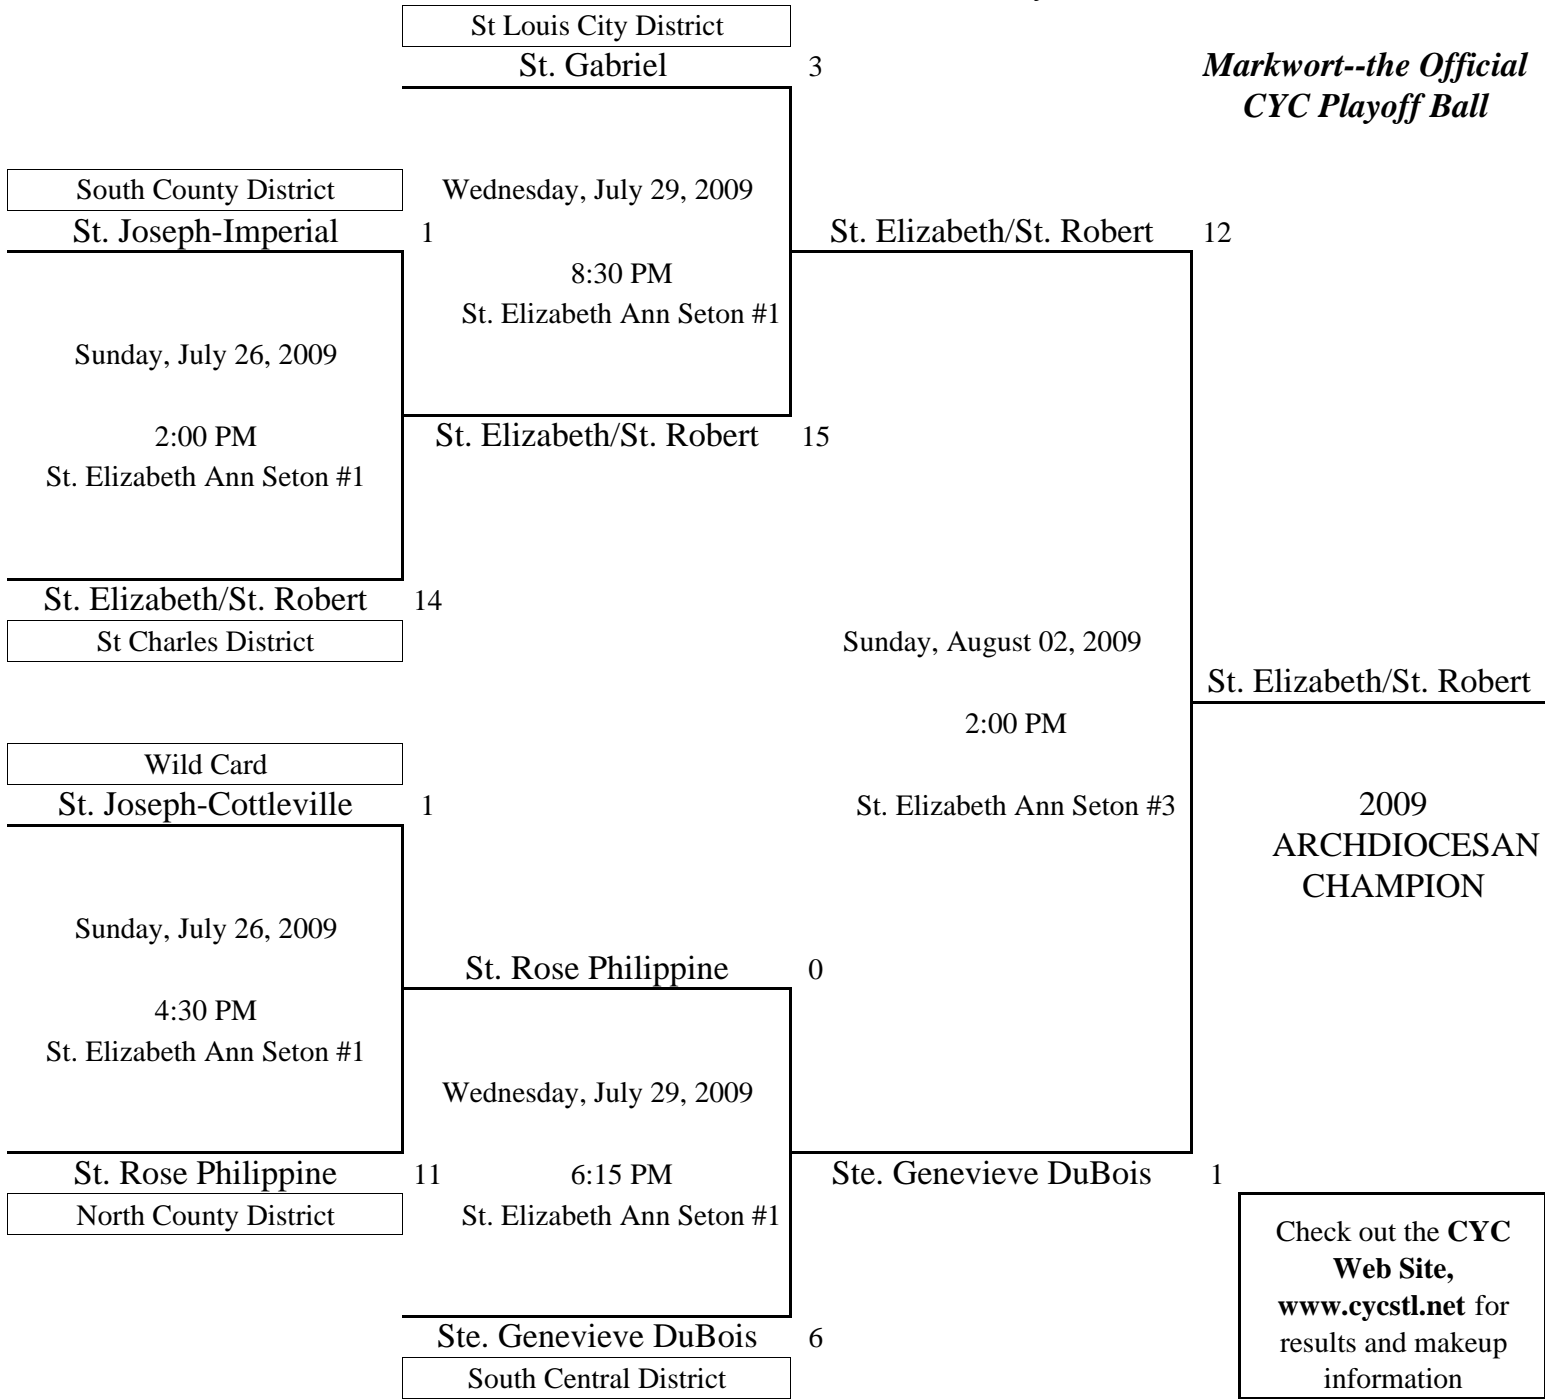 St Louis City District
St. Gabriel 3
Markwort--the Official
CYC Playoff Ball
South County District
St. Joseph-Imperial 1
Wednesday, July 29, 2009
8:30 PM
St. Elizabeth Ann Seton #1
St. Elizabeth/St. Robert 12
Sunday, July 26, 2009
2:00 PM
St. Elizabeth Ann Seton #1
St. Elizabeth/St. Robert 15
St. Elizabeth/St. Robert 14
St Charles District
Sunday, August 02, 2009
2:00 PM
St. Elizabeth Ann Seton #3
St. Elizabeth/St. Robert
2009
ARCHDIOCESAN
CHAMPION
Wild Card
St. Joseph-Cottleville 1
Sunday, July 26, 2009
4:30 PM
St. Elizabeth Ann Seton #1
St. Rose Philippine 0
Wednesday, July 29, 2009
6:15 PM
St. Elizabeth Ann Seton #1
St. Rose Philippine 11
North County District
Ste. Genevieve DuBois 1
Ste. Genevieve DuBois 6
South Central District
Check out the CYC
Web Site,
www.cycstl.net for
results and makeup
information